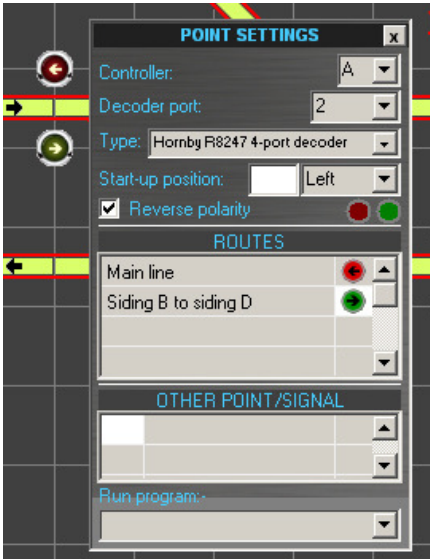 POINT SETTINGS x
Controller: A
Decoder port: 2
Type: Hornby R8247 4-port decoder
Start-up position: Left
Reverse polarity
ROUTES
Main line
Siding B to siding D
OTHER POINT/SIGNAL
Run program:-